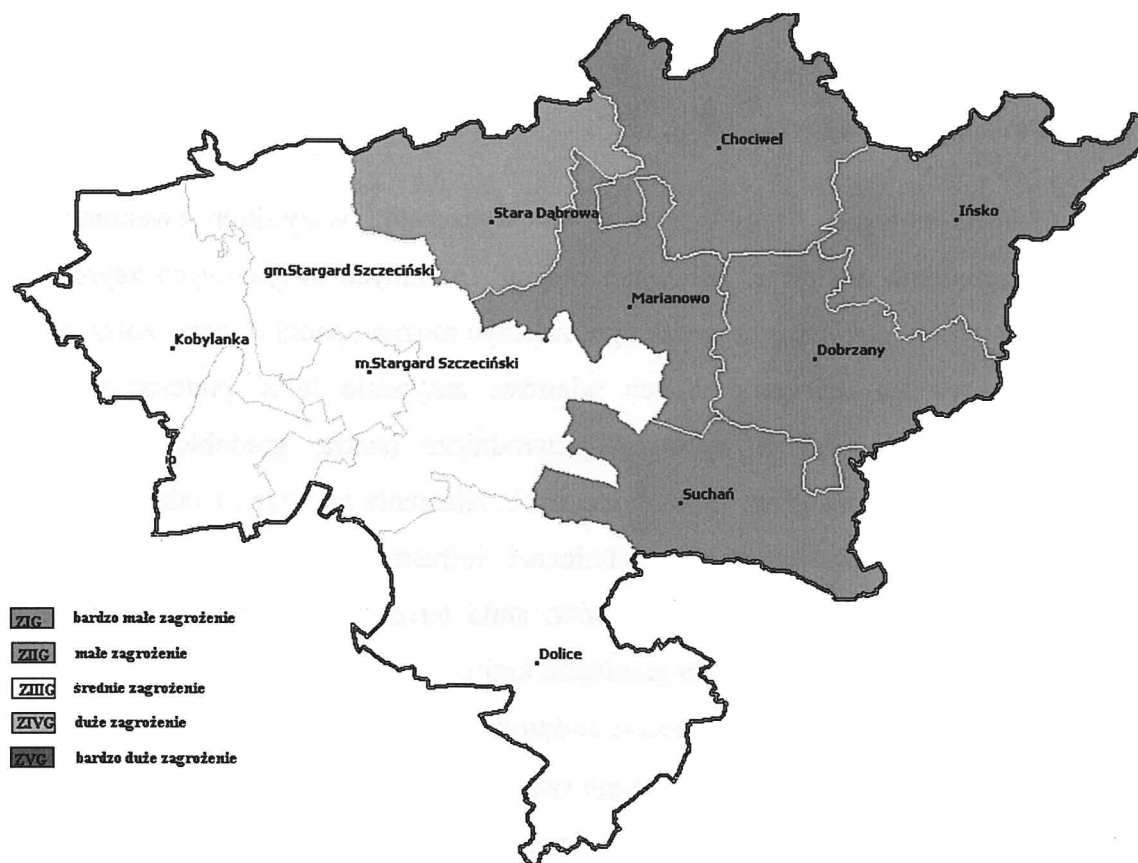 Chociwel
Ińsko
Stara Dąbrowa
gm.Stargard Szczeciński
Marianowo
Kobylanka
Dobrzany
m.Stargard Szczeciński
Suchań
Dolice
ZIG bardzo małe zagrożenie
ZIIG małe zagrożenie
ZIIIG średnie zagrożenie
ZIVG duże zagrożenie
ZVG bardzo duże zagrożenie